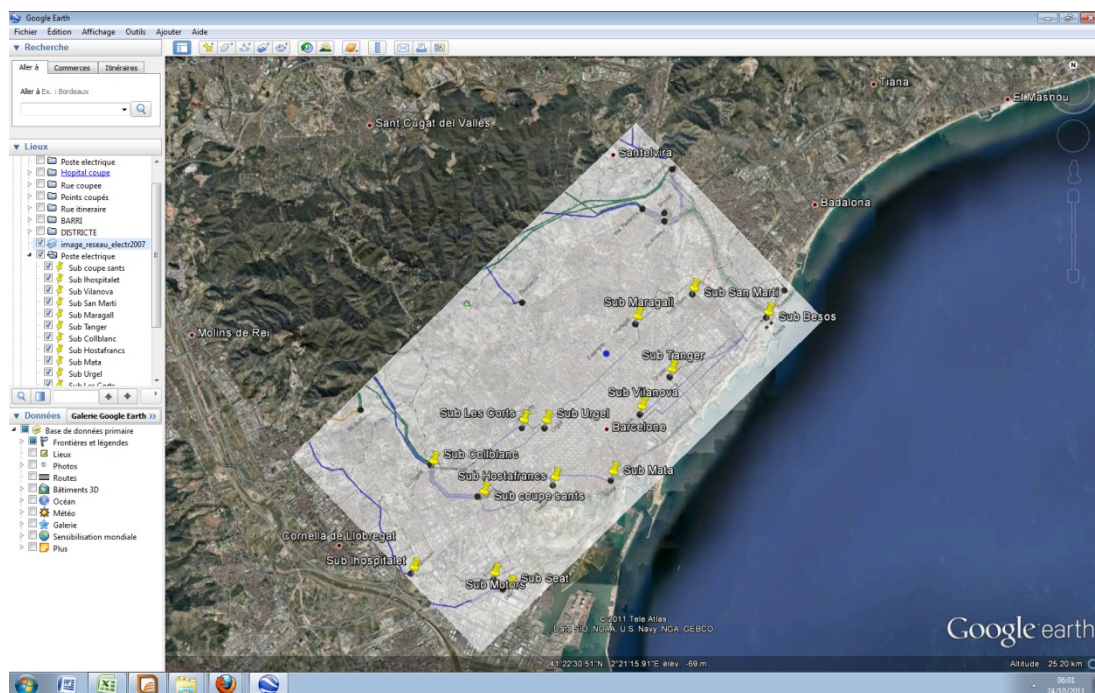 Google Earth
Fichier Édition Affichage Outils Ajouter Aide
▼ Recherche
Aller à Commerces Itinéraires
Aller à Ex. : Bordeaux
▼ Lieux
Poste electrique
Hopital coupe
Rue coupee
Points coupés
Rue itineraire
BARRI
DISTRICTE
image_reseau_electr2007
Poste electrique
Sub coupe sants
Sub lhospitalet
Sub Vilanova
Sub San Marti
Sub Maragall
Sub Tanger
Sub Collblanc
Sub Hostafrancs
Sub Mata
Sub Urgel
Sub Les Corts
▼ Données Galerie Google Earth >>
Base de données primaire
Frontières et légendes
Lieux
Photos
Routes
Bâtiments 3D
Océan
Météo
Galerie
Sensibilisation mondiale
Plus
N
Tiana
El Masnou
Sant Cugat del Vallès
Santelvira
Badalona
Molins de Rei
Sub San Marti
Sub Maragall
Sub Besos
Sub Tanger
Sub Vilanova
Sub Les Corts
Sub Urgel
Barcelone
Sub Collblanc
Sub Hostafrancs
Sub Mata
Sub coupe sants
Cornella de Llobregat
Sub lhospitalet
Sub Motors
Sub Seat
© 2011 Tele Atlas
Data SIO, NOAA, U.S. Navy, NGA, GEBCO
Google earth
41°22'30.51"N 2°21'15.91"E élév. -69 m
Altitude 25.20 km
06:01
24/10/2011